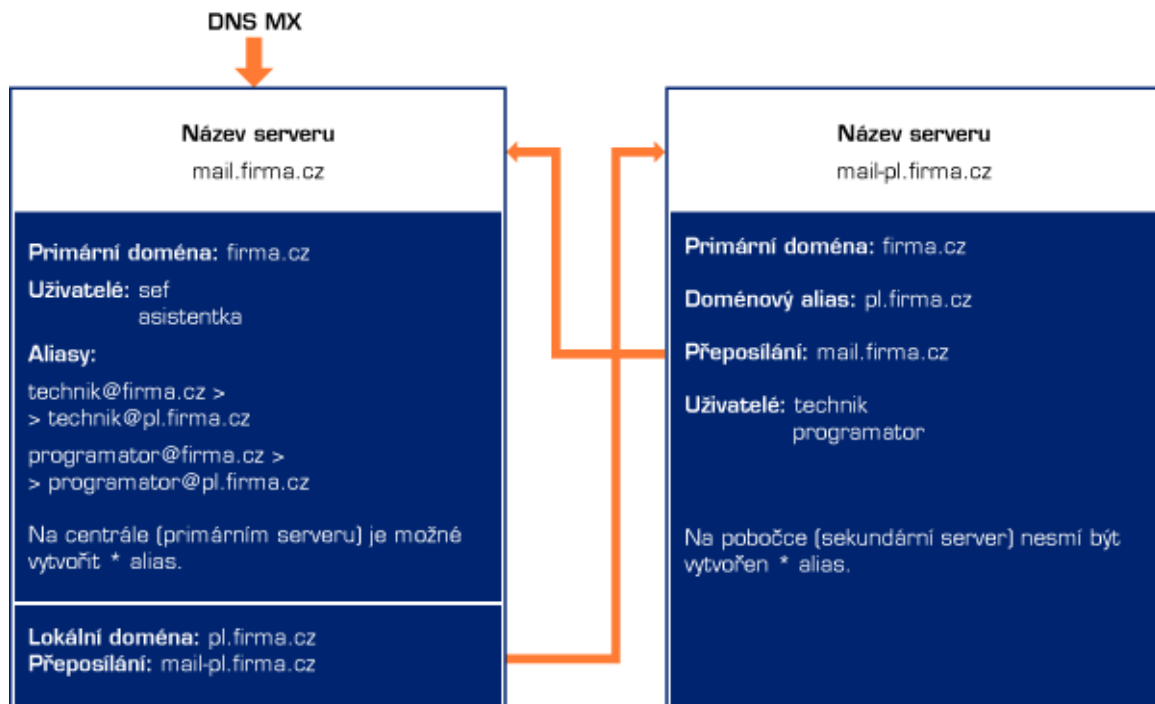 DNS MX
Název serveru
mail.firma.cz
Primární doména: firma.cz
Uživatelé: sef
asistentka
Aliasy:
technik@firma.cz >
> technik@pl.firma.cz
programator@firma.cz >
> programator@pl.firma.cz
Na centrále (primárním serveru) je možné
vytvořit * alias.
Lokální doména: pl.firma.cz
Přeposílání: mail-pl.firma.cz
Název serveru
mail-pl.firma.cz
Primární doména: firma.cz
Doménový alias: pl.firma.cz
Přeposílání: mail.firma.cz
Uživatelé: technik
programator
Na pobočce (sekundární server) nesmí být
vytvořen * alias.